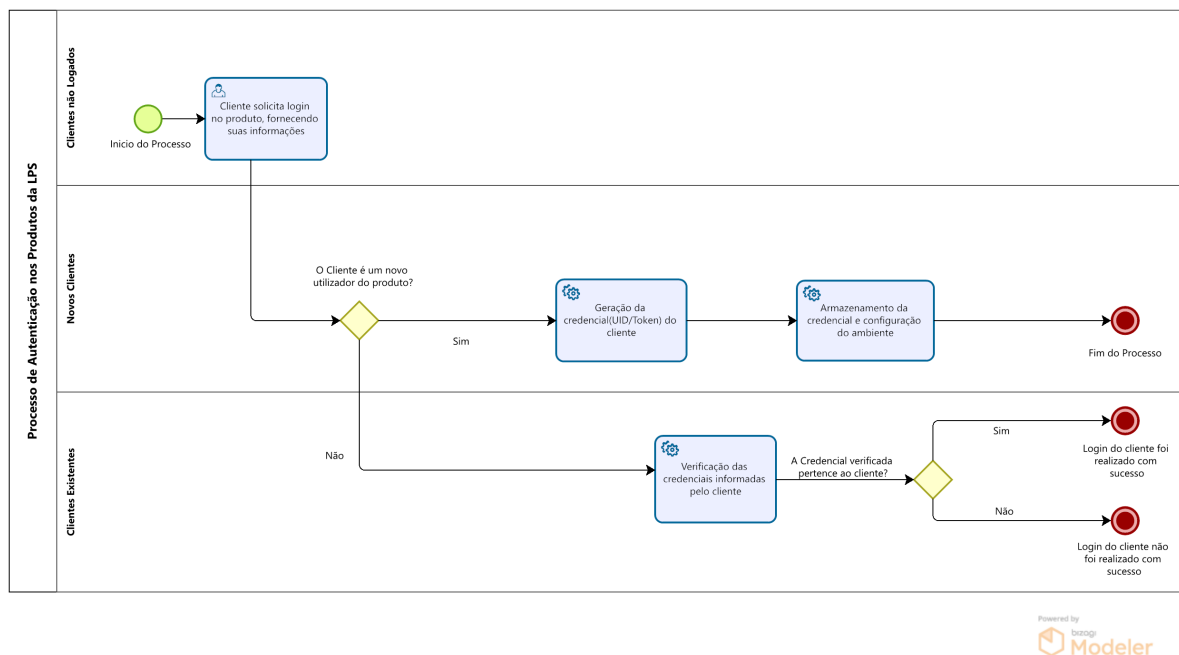 Processo de Autenticação nos Produtos da LPS
Clientes não Logados
Inicio do Processo
Cliente solicita login
no produto, fornecendo
suas informações
Novos Clientes
O Cliente é um novo
utilizador do produto?
Sim
Geração da
credencial(UID/Token) do
cliente
Armazenamento da
credencial e configuração
do ambiente
Fim do Processo
Clientes Existentes
Não
Verificação das
credenciais informadas
pelo cliente
A Credencial verificada
pertence ao cliente?
Sim
Login do cliente foi
realizado com
sucesso
Não
Login do cliente não
foi realizado com
sucesso
Powered by
bizagi
Modeler